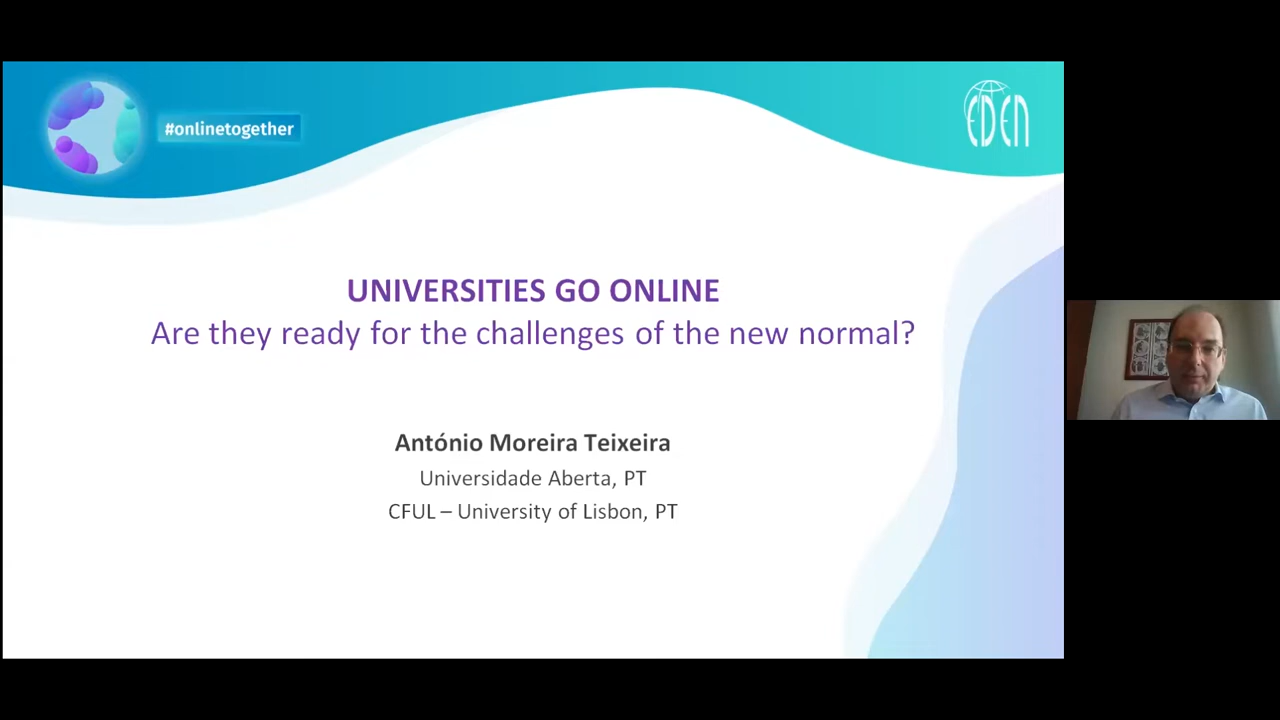 #onlinetogether
EDEN
UNIVERSITIES GO ONLINE
Are they ready for the challenges of the new normal?
António Moreira Teixeira
Universidade Aberta, PT
CFUL – University of Lisbon, PT